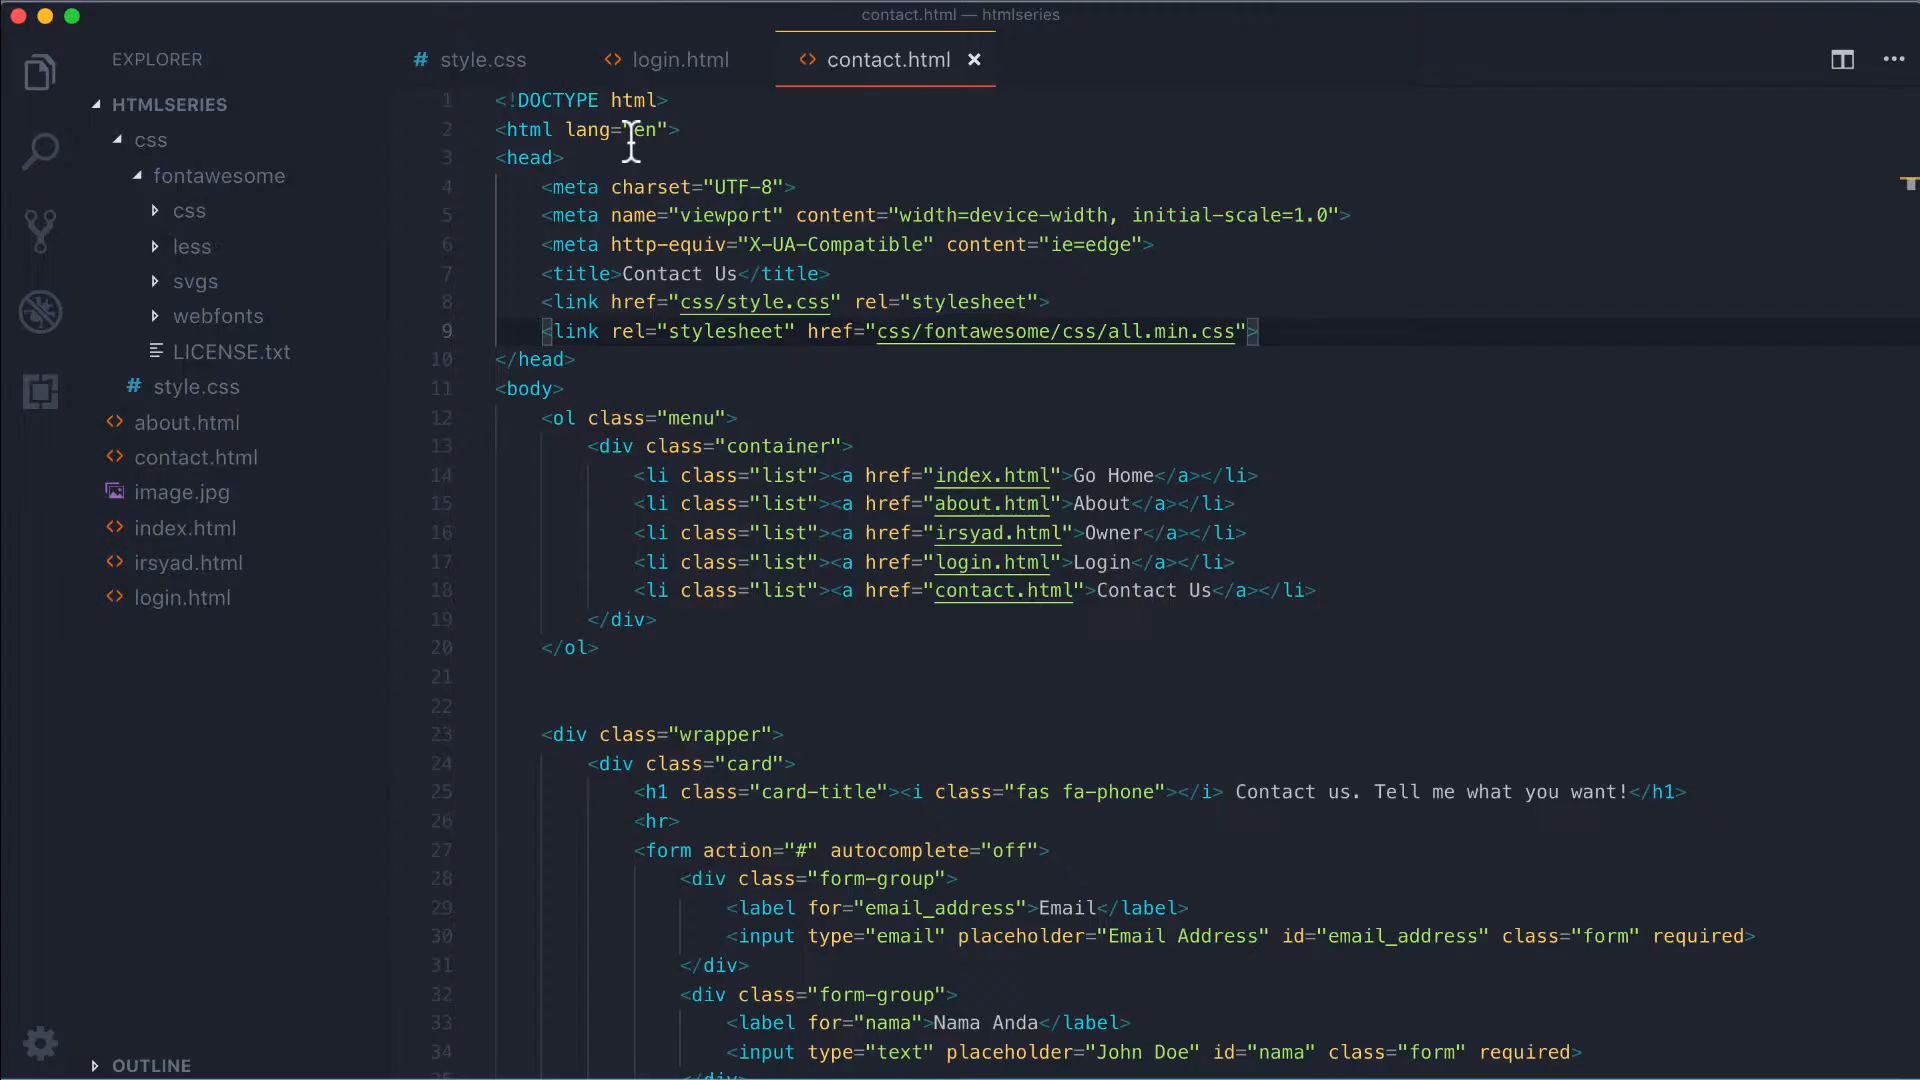 contact.html — htmlseries
EXPLORER
HTMLSERIES
css
fontawesome
css
less
svgs
webfonts
LICENSE.txt
# style.css
about.html
contact.html
image.jpg
index.html
irsyad.html
login.html
OUTLINE
# style.css
<> login.html
<> contact.html ×
1 <!DOCTYPE html>
2 <html lang="en">
3 <head>
4 <meta charset="UTF-8">
5 <meta name="viewport" content="width=device-width, initial-scale=1.0">
6 <meta http-equiv="X-UA-Compatible" content="ie=edge">
7 <title>Contact Us</title>
8 <link href="css/style.css" rel="stylesheet">
9 <link rel="stylesheet" href="css/fontawesome/css/all.min.css">
10 </head>
11 <body>
12 <ol class="menu">
13 <div class="container">
14 <li class="list"><a href="index.html">Go Home</a></li>
15 <li class="list"><a href="about.html">About</a></li>
16 <li class="list"><a href="irsyad.html">Owner</a></li>
17 <li class="list"><a href="login.html">Login</a></li>
18 <li class="list"><a href="contact.html">Contact Us</a></li>
19 </div>
20 </ol>
21
22
23 <div class="wrapper">
24 <div class="card">
25 <h1 class="card-title"><i class="fas fa-phone"></i> Contact us. Tell me what you want!</h1>
26 <hr>
27 <form action="#" autocomplete="off">
28 <div class="form-group">
29 <label for="email_address">Email</label>
30 <input type="email" placeholder="Email Address" id="email_address" class="form" required>
31 </div>
32 <div class="form-group">
33 <label for="nama">Nama Anda</label>
34 <input type="text" placeholder="John Doe" id="nama" class="form" required>
35 </div>